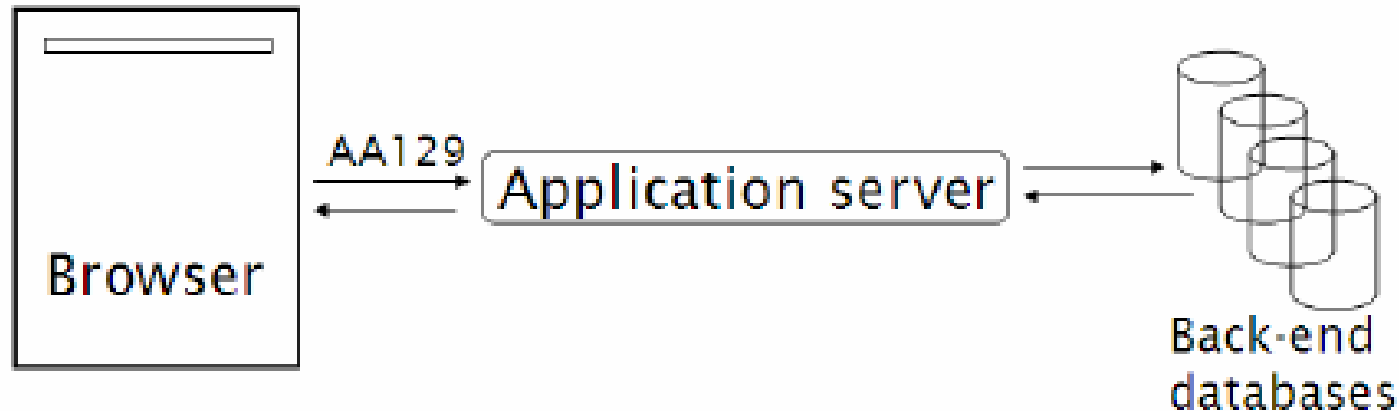 AA129
Application server
Browser
Back-end
databases